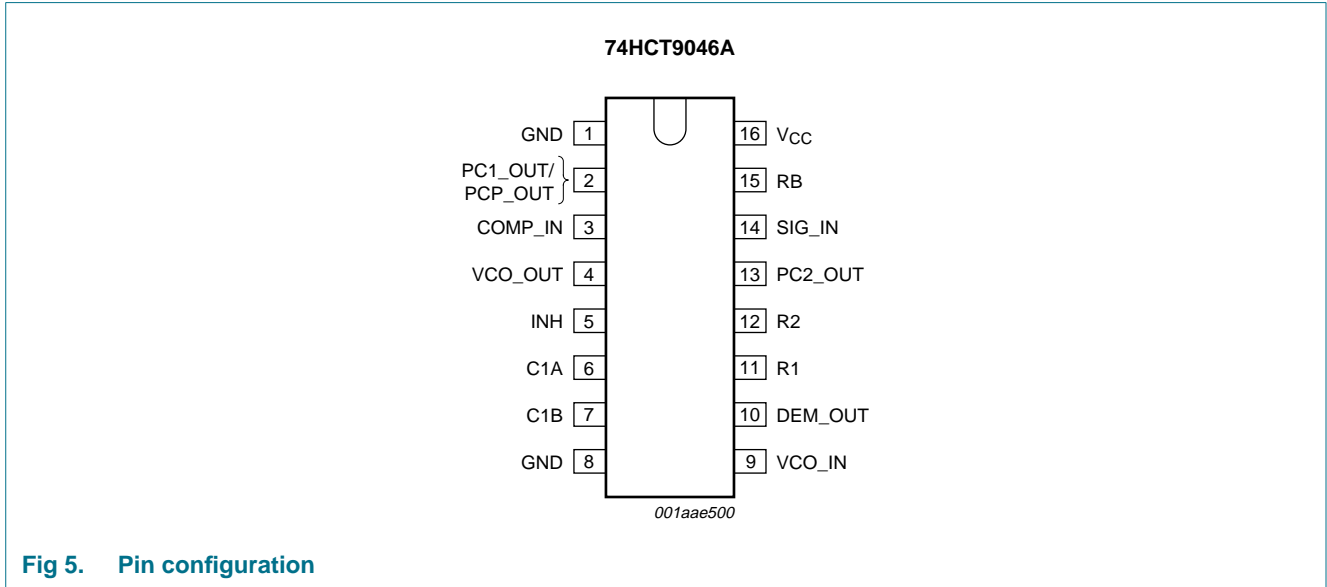 74HCT9046A
GND 1
16 VCC
PC1_OUT/
PCP_OUT
2
15 RB
COMP_IN 3
14 SIG_IN
VCO_OUT 4
13 PC2_OUT
INH 5
12 R2
C1A 6
11 R1
C1B 7
10 DEM_OUT
GND 8
9 VCO_IN
001aae500
Fig 5. Pin configuration